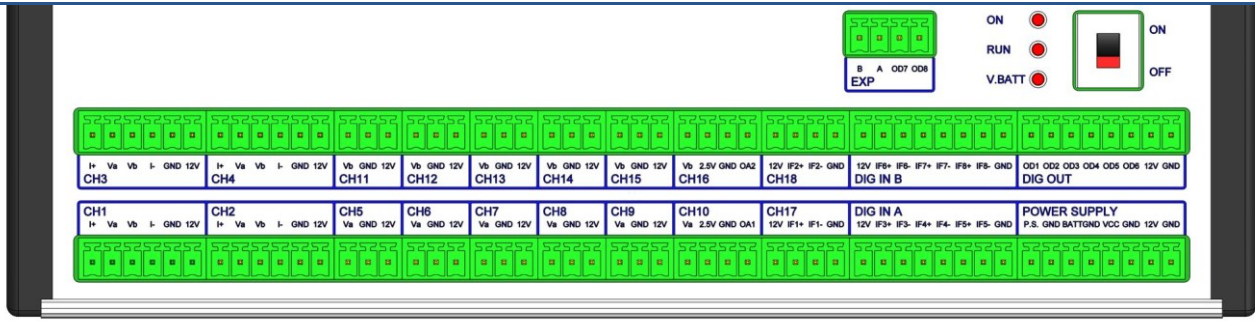 ON
ON
RUN
B A OD7 OD8
EXP
OFF
V.BATT
I+ Va Vb I- GND 12V I+ Va Vb I- GND 12V Vb GND 12V Vb GND 12V Vb GND 12V Vb GND 12V Vb GND 12V Vb 2.5V GND OA2 12V IF2+ IF2- GND 12V IF6+ IF6- IF7+ IF7- IF8+ IF8- GND OD1 OD2 OD3 OD4 OD5 OD6 12V GND
CH3 CH4 CH11 CH12 CH13 CH14 CH15 CH16 CH18 DIG IN B DIG OUT
CH1 CH2 CH5 CH6 CH7 CH8 CH9 CH10 CH17 DIG IN A POWER SUPPLY
I+ Va Vb I- GND 12V I+ Va Vb I- GND 12V Va GND 12V Va GND 12V Va GND 12V Va GND 12V Va GND 12V Va 2.5V GND OA1 12V IF1+ IF1- GND 12V IF3+ IF3- IF4+ IF4- IF5+ IF5- GND P.S. GND BATTGND VCC GND 12V GND